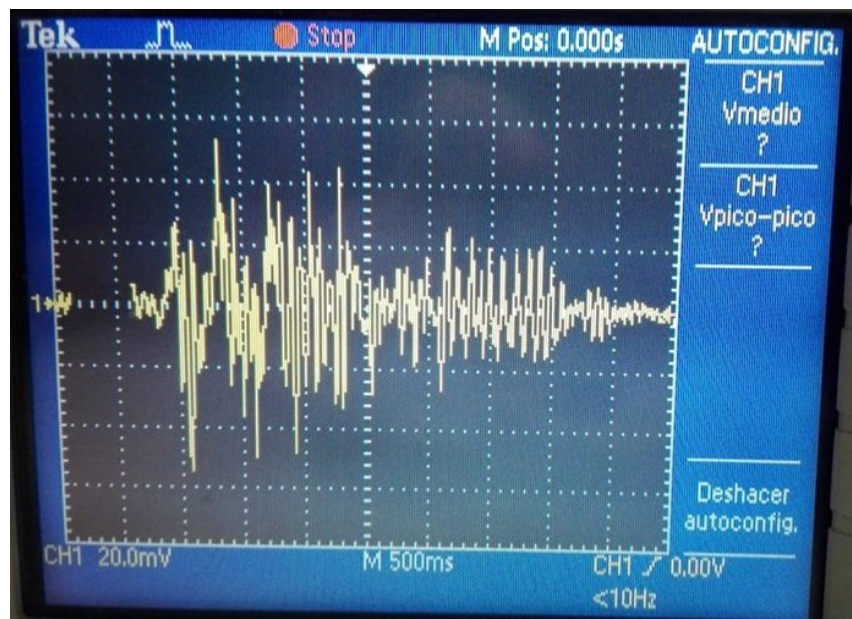 Tek
Stop
M Pos: 0.000s
AUTOCONFIG.
CH1
Vmedio
?
CH1
Vpico-pico
?
1
Deshacer
autoconfig.
CH1 20.0mV
M 500ms
CH1 / 0.00V
<10Hz